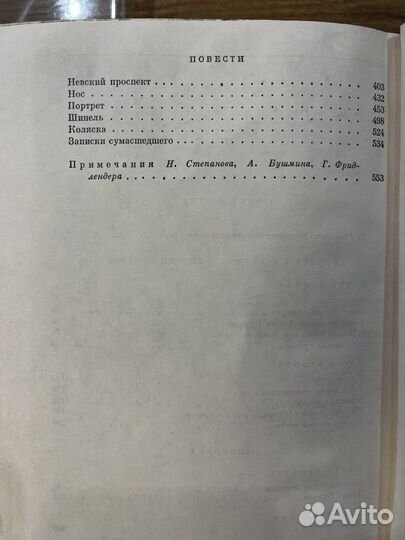 ПОВЕСТИ
Невский проспект . . . . . . . . . . . . . . . . . . . . 403
Нос . . . . . . . . . . . . . . . . . . . . . . . . . . 432
Портрет . . . . . . . . . . . . . . . . . . . . . . . . 453
Шинель . . . . . . . . . . . . . . . . . . . . . . . . 498
Коляска . . . . . . . . . . . . . . . . . . . . . . . . 524
Записки сумасшедшего . . . . . . . . . . . . . . . . . . 534
Примечания Н. Степанова, А. Бушмина, Г. Фрид-
лендера . . . . . . . . . . . . . . . . . . . . . . . . 553
Avito